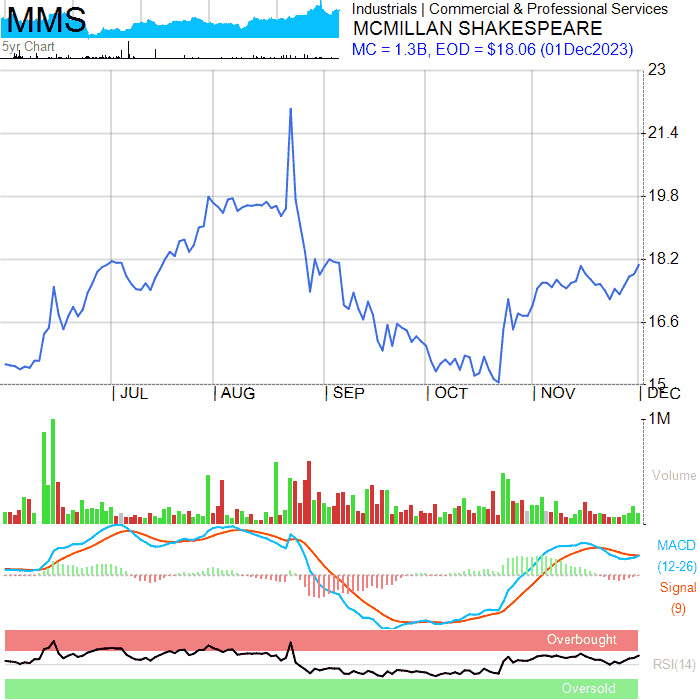 MMS
Industrials | Commercial & Professional Services
MCMILLAN SHAKESPEARE
5yr Chart
MC = 1.3B, EOD = $18.06 (01Dec2023)
23
21.4
19.8
18.2
16.6
15
| JUL | AUG | SEP | OCT | NOV | DEC
1M
Volume
MACD
(12-26)
Signal
(9)
Overbought
RSI(14)
Oversold